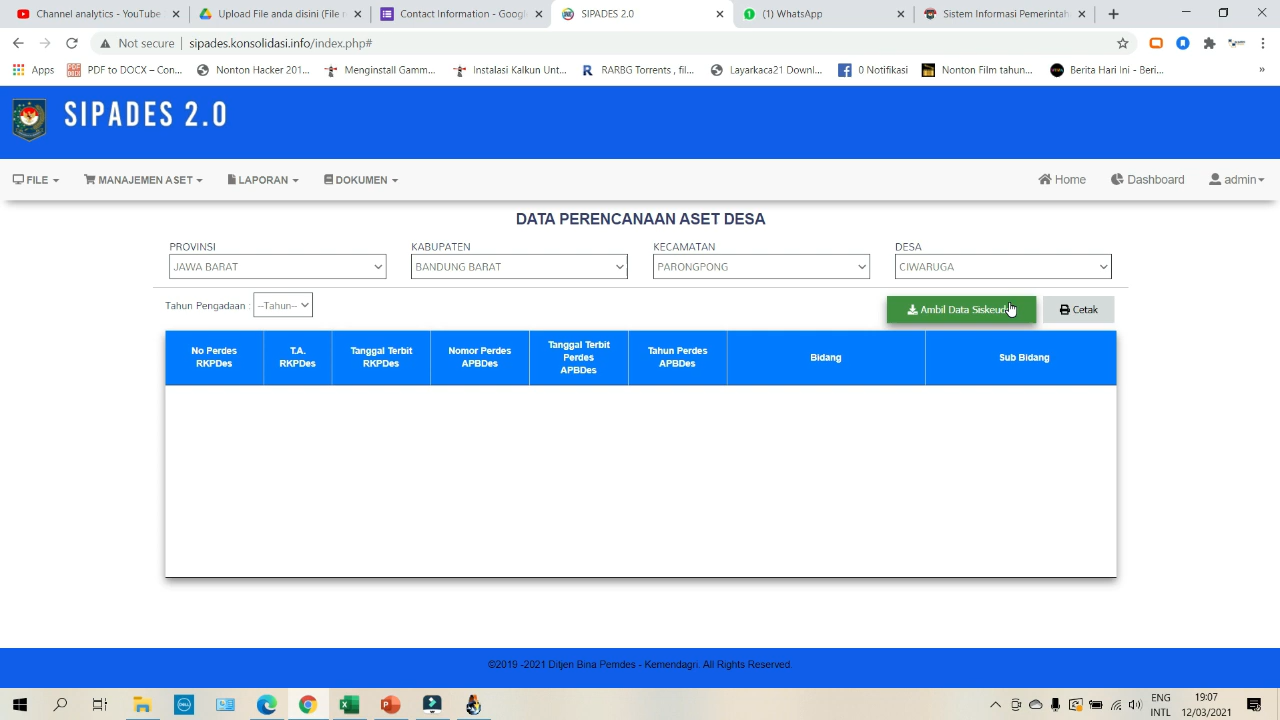 Channel analytics - YouTube
Upload File anda disini (File r
Contact Information - Googl
SIPADES 2.0
(1) WhatsApp
Sistem Informasi Pemerintah
Not secure | sipades.konsolidasi.info/index.php#
Apps
PDF to DOCX – Con...
Nonton Hacker 201...
Menginstall Gamm...
Instalasi Kalkun Unt...
RARBG Torrents , fil...
Layarkaca21 Downl...
0 Notifikasi
Nonton Film tahun...
Berita Hari Ini - Beri...
»
SIPADES 2.0
FILE
MANAJEMEN ASET
LAPORAN
DOKUMEN
Home
Dashboard
admin
DATA PERENCANAAN ASET DESA
PROVINSI
KABUPATEN
KECAMATAN
DESA
JAWA BARAT
BANDUNG BARAT
PARONGPONG
CIWARUGA
Tahun Pengadaan :
--Tahun--
Ambil Data Siskeud
Cetak
No Perdes
RKPDes
T.A.
RKPDes
Tanggal Terbit
RKPDes
Nomor Perdes
APBDes
Tanggal Terbit
Perdes
APBDes
Tahun Perdes
APBDes
Bidang
Sub Bidang
©2019 -2021 Ditjen Bina Pemdes - Kemendagri. All Rights Reserved.
ENG
INTL
19:07
12/03/2021